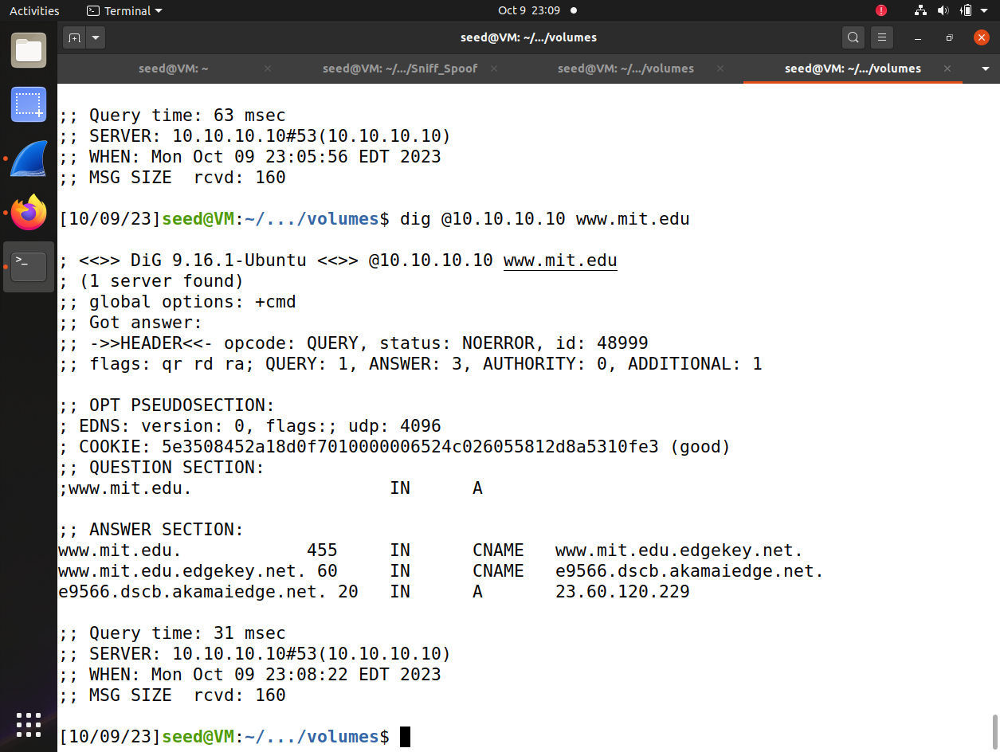 Activities Terminal Oct 9 23:09
seed@VM: ~/.../volumes
seed@VM: ~ seed@VM: ~/.../Sniff_Spoof seed@VM: ~/.../volumes seed@VM: ~/.../volumes
;; Query time: 63 msec
;; SERVER: 10.10.10.10#53(10.10.10.10)
;; WHEN: Mon Oct 09 23:05:56 EDT 2023
;; MSG SIZE  rcvd: 160
[10/09/23]seed@VM:~/.../volumes$ dig @10.10.10.10 www.mit.edu
; <<>> DiG 9.16.1-Ubuntu <<>> @10.10.10.10 www.mit.edu
; (1 server found)
;; global options: +cmd
;; Got answer:
;; ->>HEADER<<- opcode: QUERY, status: NOERROR, id: 48999
;; flags: qr rd ra; QUERY: 1, ANSWER: 3, AUTHORITY: 0, ADDITIONAL: 1
;; OPT PSEUDOSECTION:
; EDNS: version: 0, flags:; udp: 4096
; COOKIE: 5e3508452a18d0f7010000006524c026055812d8a5310fe3 (good)
;; QUESTION SECTION:
;www.mit.edu. IN A
;; ANSWER SECTION:
www.mit.edu. 455 IN CNAME www.mit.edu.edgekey.net.
www.mit.edu.edgekey.net. 60 IN CNAME e9566.dscb.akamaiedge.net.
e9566.dscb.akamaiedge.net. 20 IN A 23.60.120.229
;; Query time: 31 msec
;; SERVER: 10.10.10.10#53(10.10.10.10)
;; WHEN: Mon Oct 09 23:08:22 EDT 2023
;; MSG SIZE  rcvd: 160
[10/09/23]seed@VM:~/.../volumes$